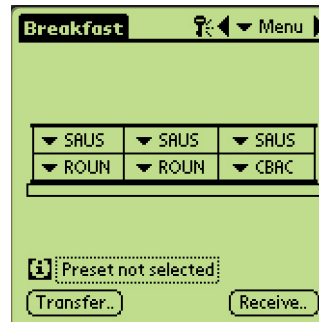 Breakfast Menu
SAUS SAUS SAUS
ROUN ROUN CBAC
Preset not selected
Transfer.. Receive..